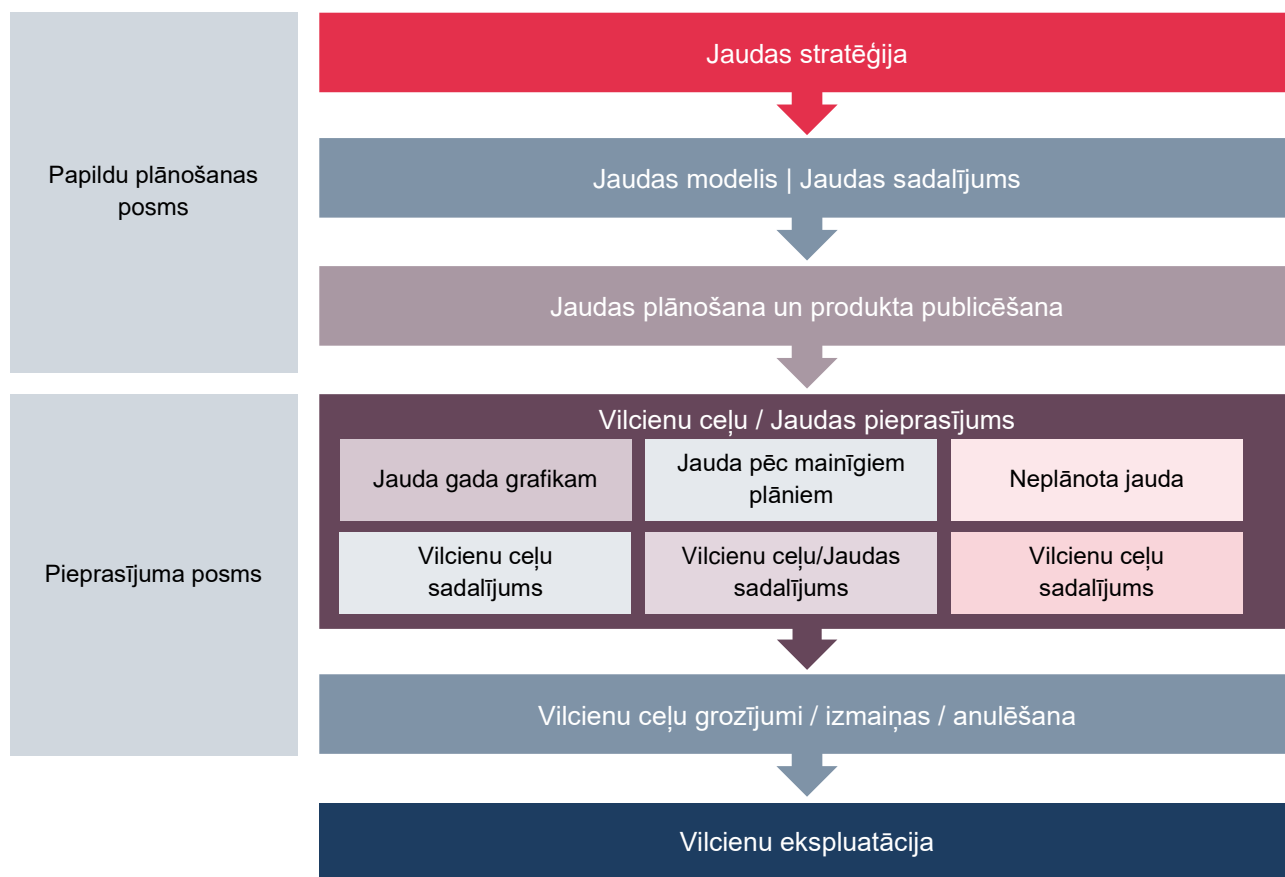 Jaudas stratēģija
Papildu plānošanas
posms
Jaudas modelis | Jaudas sadalījums
Jaudas plānošana un produkta publicēšana
Pieprasījuma posms
Vilcienu ceļu / Jaudas pieprasījums
Jauda gada grafikam
Jauda pēc mainīgiem
plāniem
Neplānota jauda
Vilcienu ceļu
sadalījums
Vilcienu ceļu/Jaudas
sadalījums
Vilcienu ceļu
sadalījums
Vilcienu ceļu grozījumi / izmaiņas / anulēšana
Vilcienu ekspluatācija